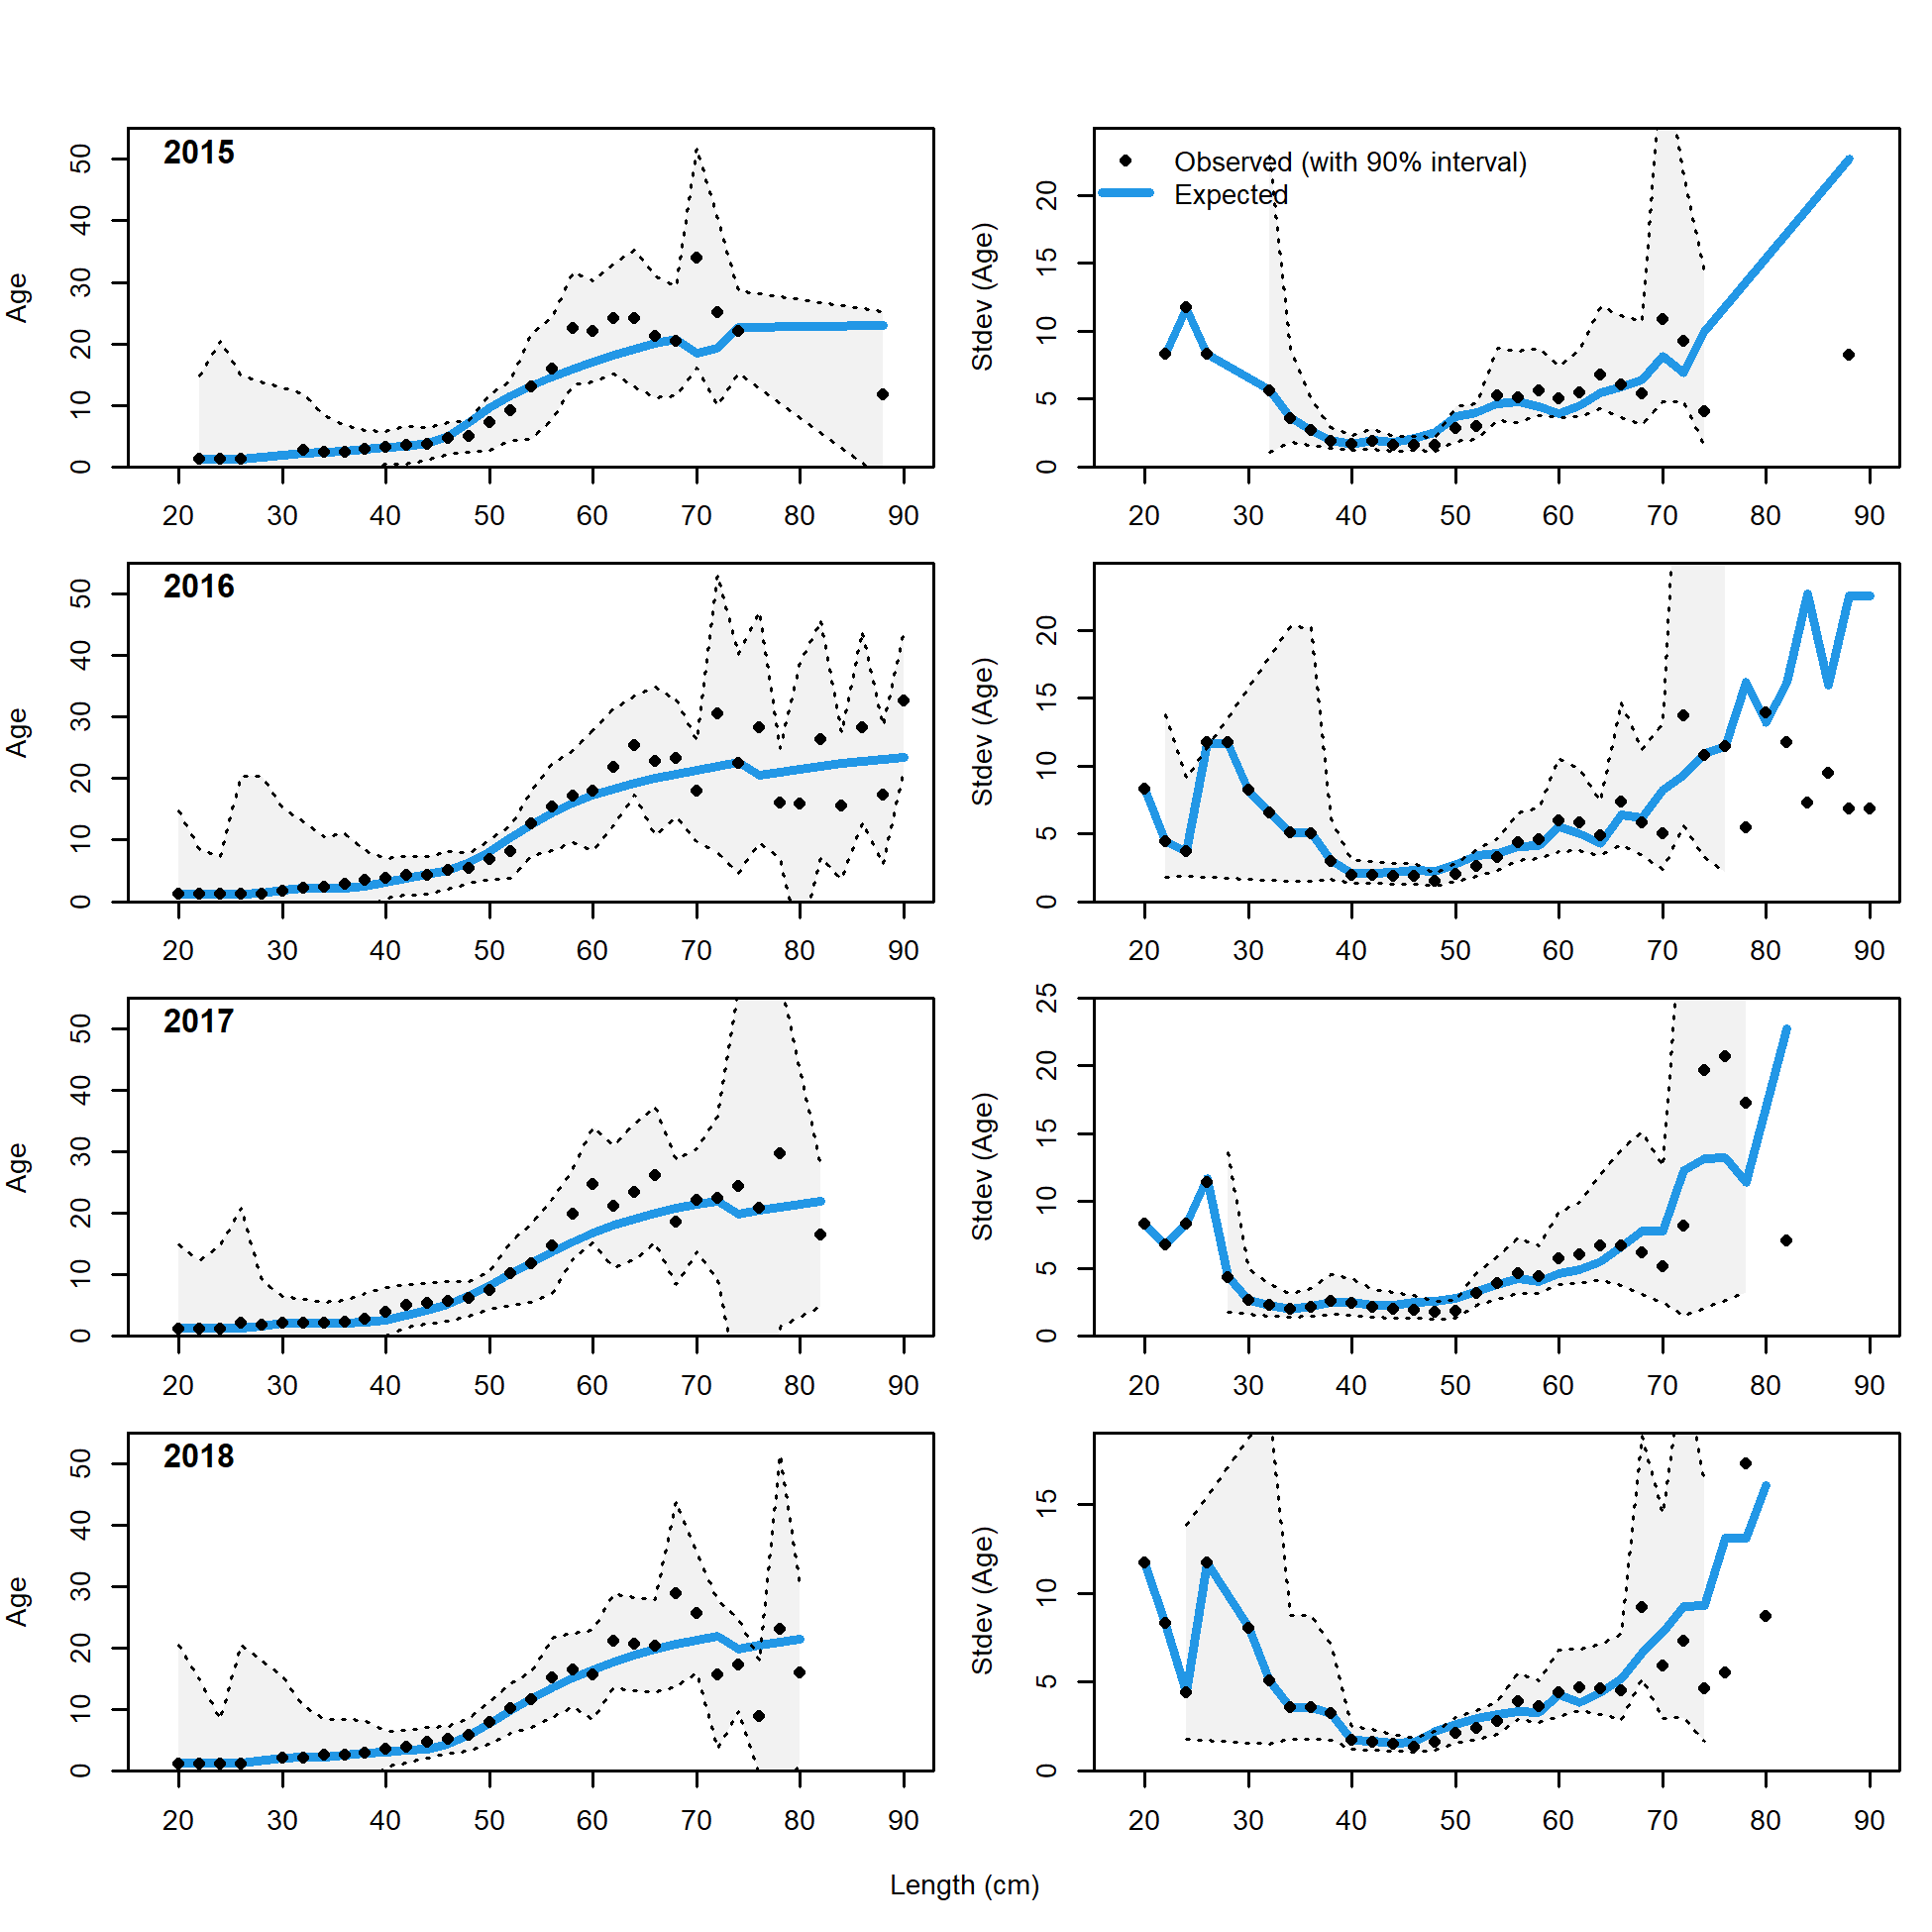 2015
Age
0 10 20 30 40 50
20 30 40 50 60 70 80 90
Observed (with 90% interval)
Expected
Stdev (Age)
0 5 10 15 20
20 30 40 50 60 70 80 90
2016
Age
0 10 20 30 40 50
20 30 40 50 60 70 80 90
Stdev (Age)
0 5 10 15 20
20 30 40 50 60 70 80 90
2017
Age
0 10 20 30 40 50
20 30 40 50 60 70 80 90
Stdev (Age)
0 5 10 15 20 25
20 30 40 50 60 70 80 90
2018
Age
0 10 20 30 40 50
20 30 40 50 60 70 80 90
Stdev (Age)
0 5 10 15
20 30 40 50 60 70 80 90
Length (cm)